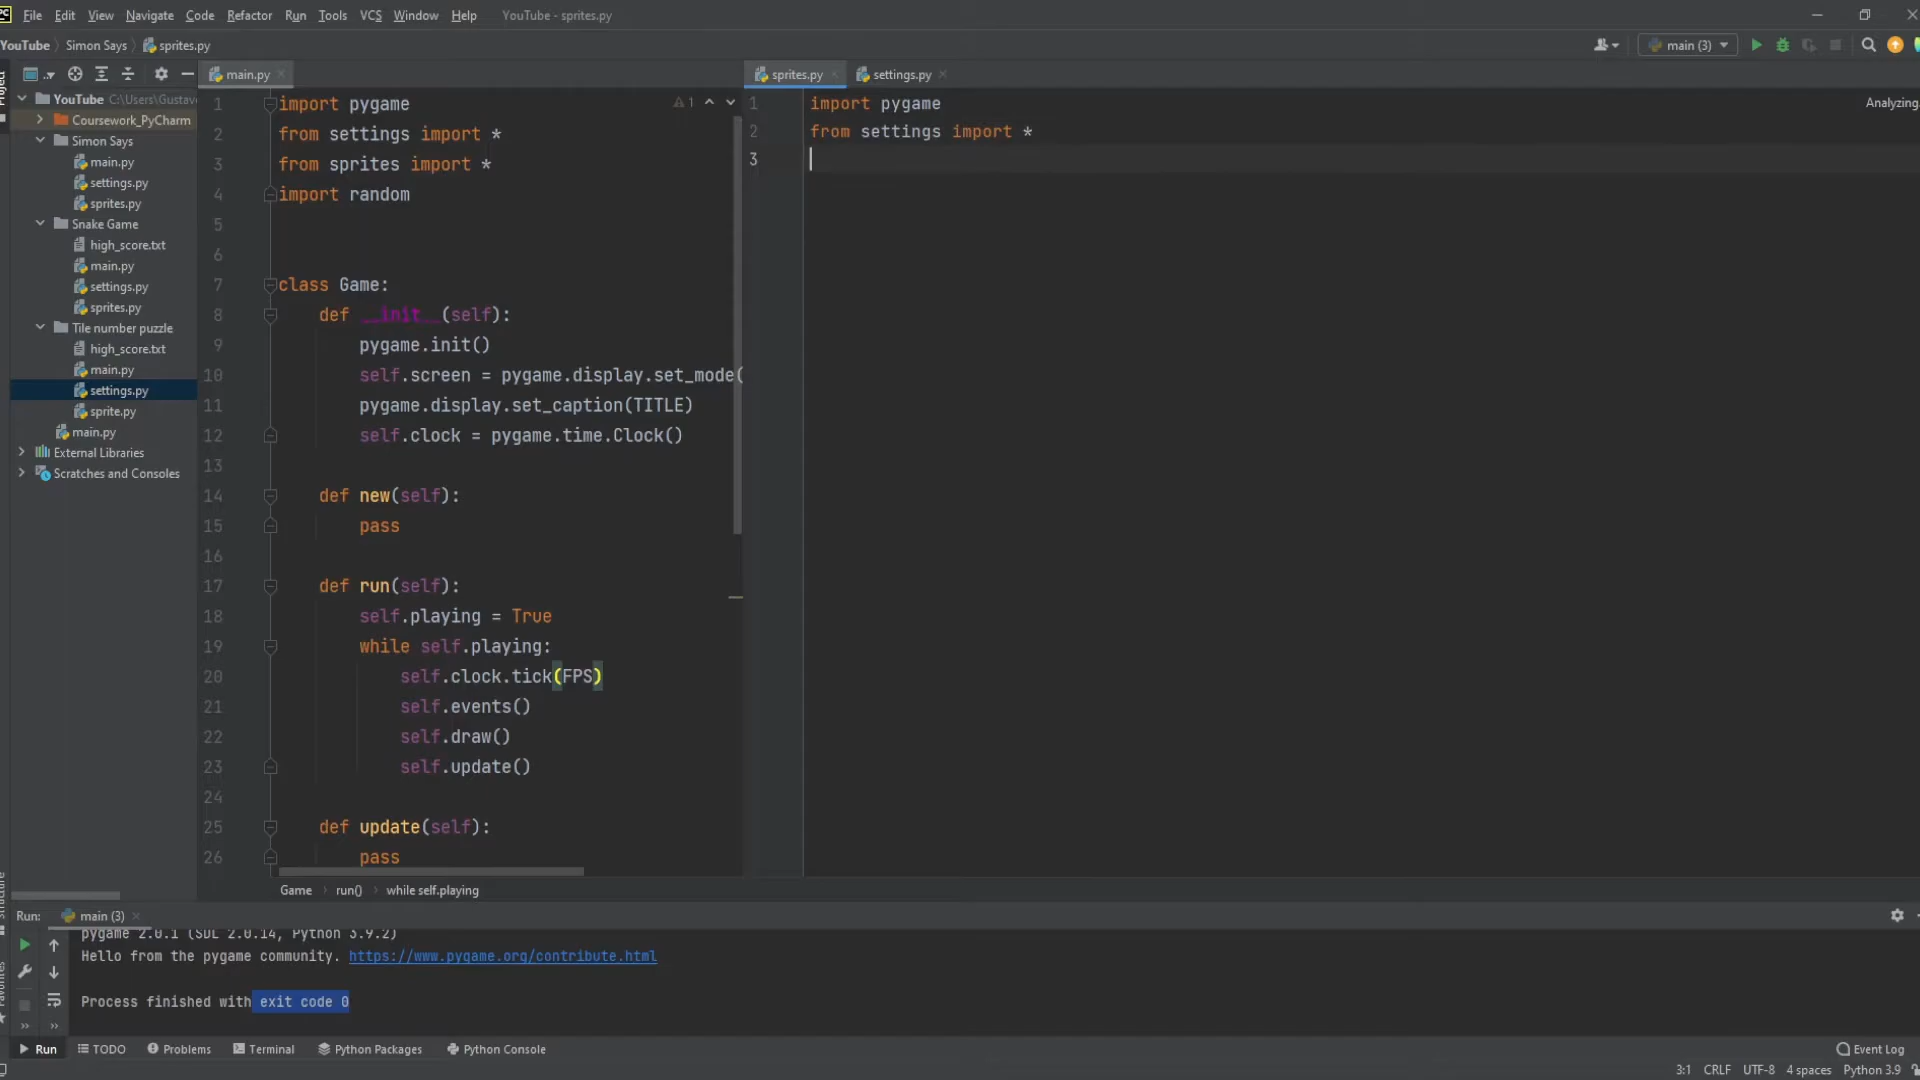 PC File Edit View Navigate Code Refactor Run Tools VCS Window Help YouTube - sprites.py
YouTube Simon Says sprites.py
main (3)
Project
main.py
sprites.py
settings.py
YouTube C:\Users\Gustavo
Coursework_PyCharm
Simon Says
main.py
settings.py
sprites.py
Snake Game
high_score.txt
main.py
settings.py
sprites.py
Tile number puzzle
high_score.txt
main.py
settings.py
sprite.py
main.py
External Libraries
Scratches and Consoles
1 import pygame
2 from settings import *
3 from sprites import *
4 import random
5
6
7 class Game:
8 def __init__(self):
9 pygame.init()
10 self.screen = pygame.display.set_mode(
11 pygame.display.set_caption(TITLE)
12 self.clock = pygame.time.Clock()
13
14 def new(self):
15 pass
16
17 def run(self):
18 self.playing = True
19 while self.playing:
20 self.clock.tick(FPS)
21 self.events()
22 self.draw()
23 self.update()
24
25 def update(self):
26 pass
1
Game run() while self.playing
1 import pygame
2 from settings import *
3
Analyzing.
Run: main (3)
pygame 2.0.1 (SDL 2.0.14, Python 3.9.2)
Hello from the pygame community. https://www.pygame.org/contribute.html
Process finished with exit code 0
Structure
Favorites
Run TODO Problems Terminal Python Packages Python Console Event Log
3:1 CRLF UTF-8 4 spaces Python 3.9